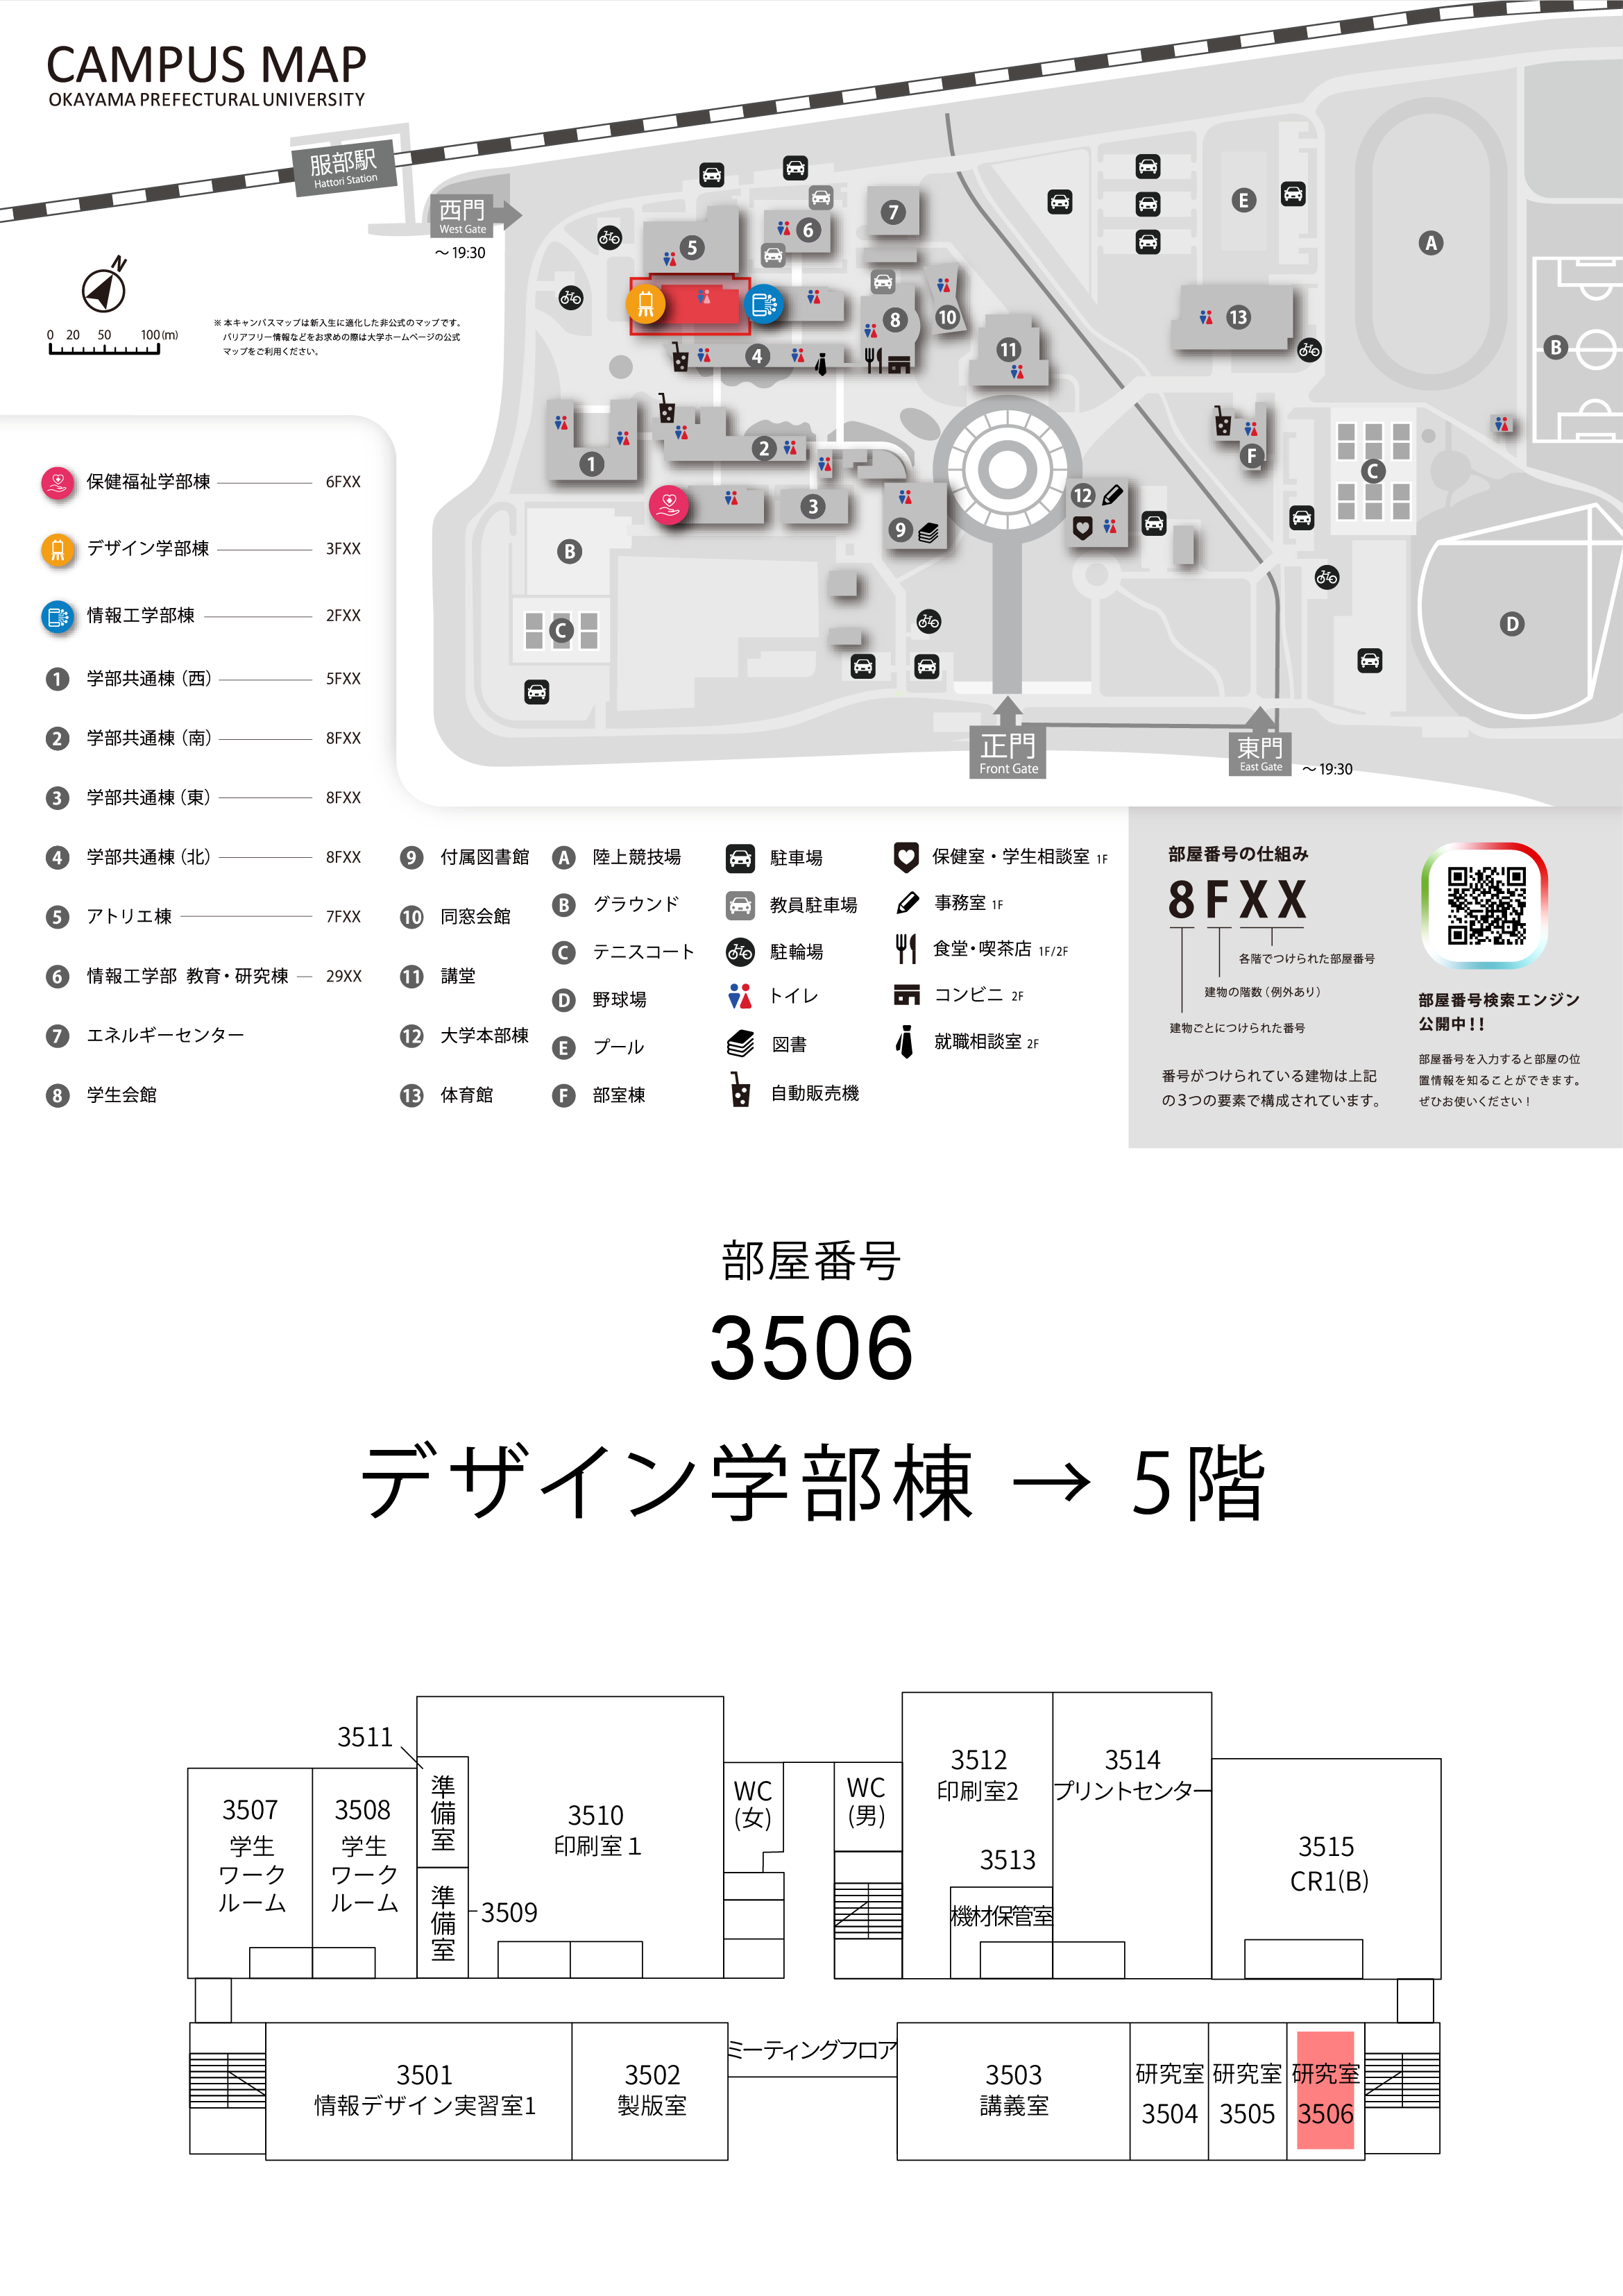 CAMPUS MAP
OKAYAMA PREFECTURAL UNIVERSITY
服部駅
Hattori Station
西門
West Gate
～19:30
N
0 20 50 100(m)
※ 本キャンパスマップは新入生に適化した非公式のマップです。
バリアフリー情報などをお求めの際は大学ホームページの公式
マップをご利用ください。
5
6
7
8
10
11
13
4
1
2
3
9
12
A
B
C
D
E
F
B
C
正門
Front Gate
東門
East Gate
～19:30
保健福祉学部棟 6FXX
デザイン学部棟 3FXX
情報工学部棟 2FXX
1 学部共通棟（西） 5FXX
2 学部共通棟（南） 8FXX
3 学部共通棟（東） 8FXX
4 学部共通棟（北） 8FXX
5 アトリエ棟 7FXX
6 情報工学部 教育・研究棟 29XX
7 エネルギーセンター
8 学生会館
9 付属図書館
10 同窓会館
11 講堂
12 大学本部棟
13 体育館
A 陸上競技場
B グラウンド
C テニスコート
D 野球場
E プール
F 部室棟
駐車場
教員駐車場
駐輪場
トイレ
図書
自動販売機
保健室・学生相談室 1F
事務室 1F
食堂・喫茶店 1F/2F
コンビニ 2F
就職相談室 2F
部屋番号の仕組み
8FXX
各階でつけられた部屋番号
建物の階数（例外あり）
建物ごとにつけられた番号
番号がつけられている建物は上記
の3つの要素で構成されています。
部屋番号検索エンジン
公開中！！
部屋番号を入力すると部屋の位
置情報を知ることができます。
ぜひお使いください！
部屋番号
3506
デザイン学部棟 → 5階
3511
3507
学生
ワーク
ルーム
3508
学生
ワーク
ルーム
準備室
準備室
3509
3510
印刷室1
WC
(女)
WC
(男)
3512
印刷室2
3513
機材保管室
3514
プリントセンター
3515
CR1(B)
3501
情報デザイン実習室1
3502
製版室
ミーティングフロア
3503
講義室
研究室
3504
研究室
3505
研究室
3506